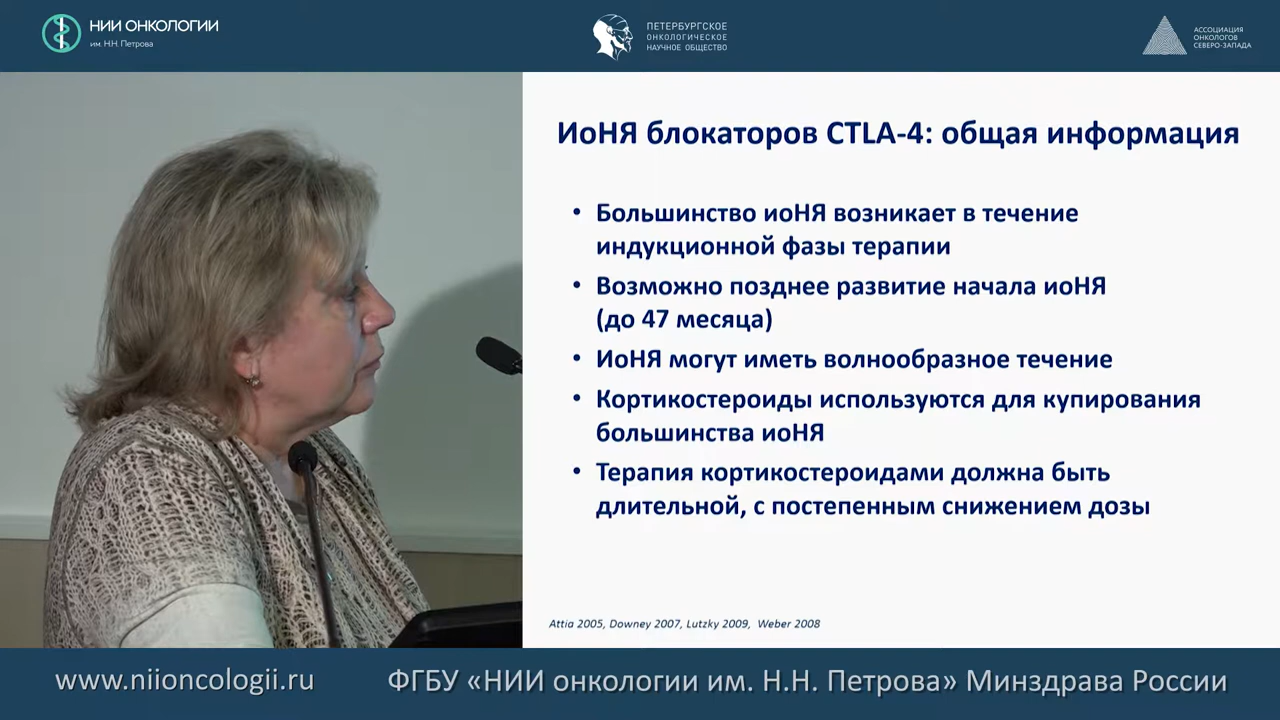 НИИ ОНКОЛОГИИ
им. Н.Н. Петрова
ПЕТЕРБУРГСКОЕ
ОНКОЛОГИЧЕСКОЕ
НАУЧНОЕ ОБЩЕСТВО
АССОЦИАЦИЯ
ОНКОЛОГОВ
СЕВЕРО-ЗАПАДА
ИоНЯ блокаторов CTLA-4: общая информация
• Большинство иоНЯ возникает в течение
индукционной фазы терапии
• Возможно позднее развитие начала иоНЯ
(до 47 месяца)
• ИоНЯ могут иметь волнообразное течение
• Кортикостероиды используются для купирования
большинства иоНЯ
• Терапия кортикостероидами должна быть
длительной, с постепенным снижением дозы
Attia 2005, Downey 2007, Lutzky 2009, Weber 2008
www.niioncologii.ru
ФГБУ «НИИ онкологии им. Н.Н. Петрова» Минздрава России